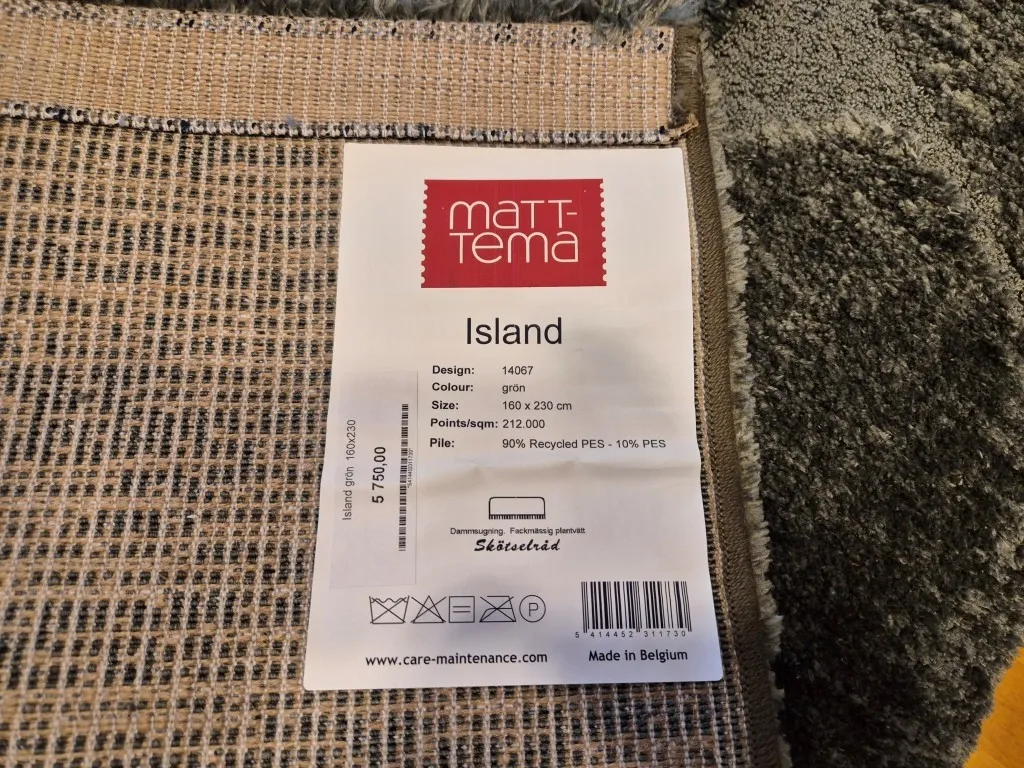 maTT-
Tema
Island
Design: 14067
Colour: grön
Size: 160 x 230 cm
Points/sqm: 212.000
Pile: 90% Recycled PES - 10% PES
Island grön 160x230
5 750,00
Dammsugning. Fackmässig plantvätt
Skötselråd
P
5 414452 311730
www.care-maintenance.com
Made in Belgium